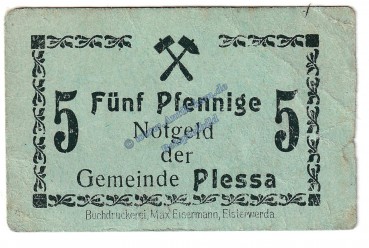 5 Fünf Pfennige 5
Notgeld
der
Gemeinde Plessa
Buchdruckerei, Max Eisermann, Elsterwerda.